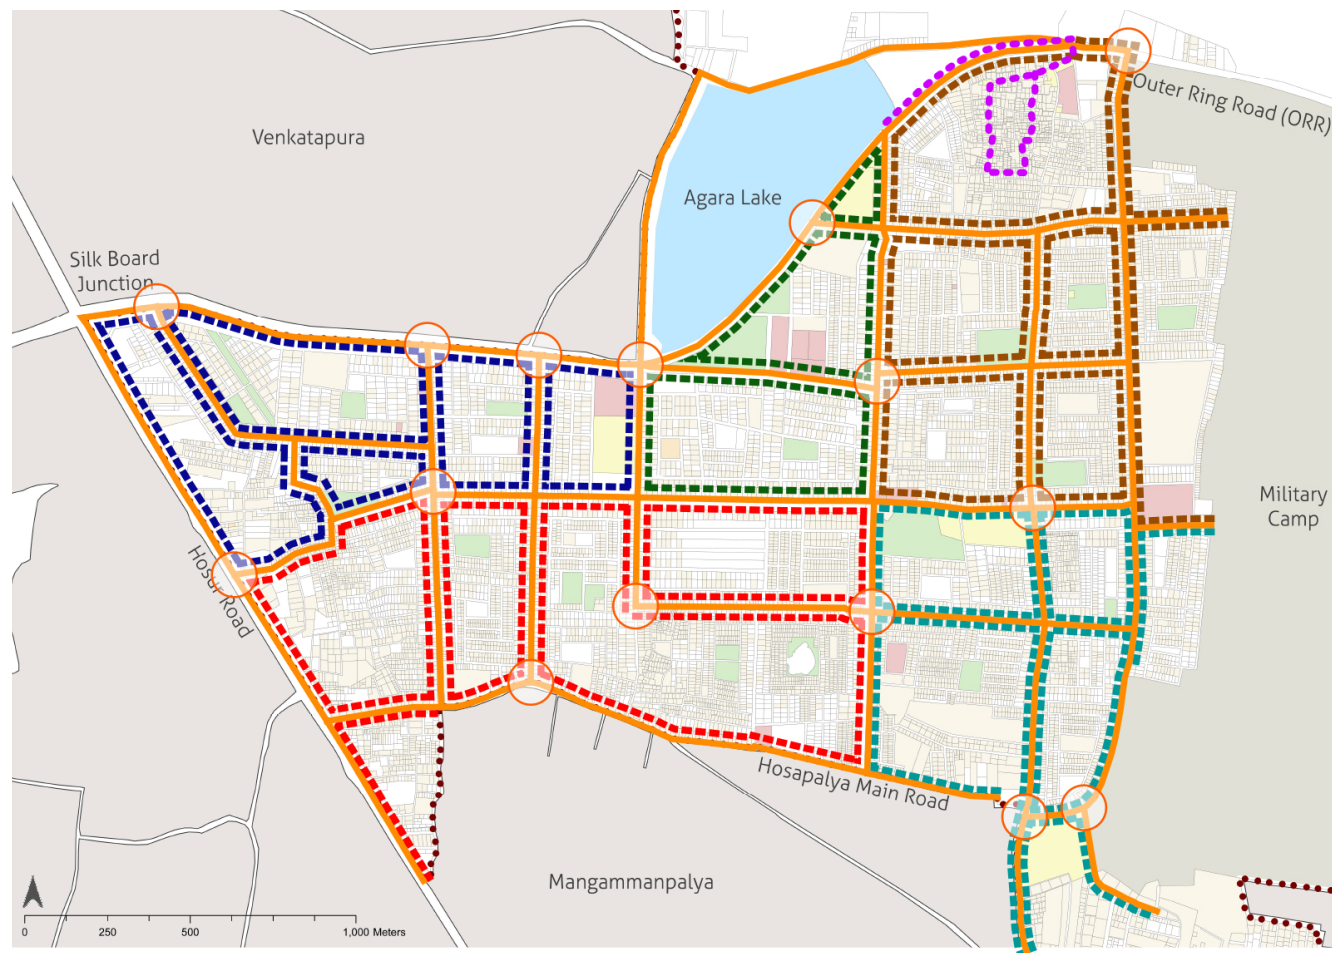 Outer Ring Road (ORR)
Venkatapura
Agara Lake
Silk Board
Junction
Military
Camp
Hosur Road
Hosapalya Main Road
Mangammanpalya
0 250 500 1,000 Meters